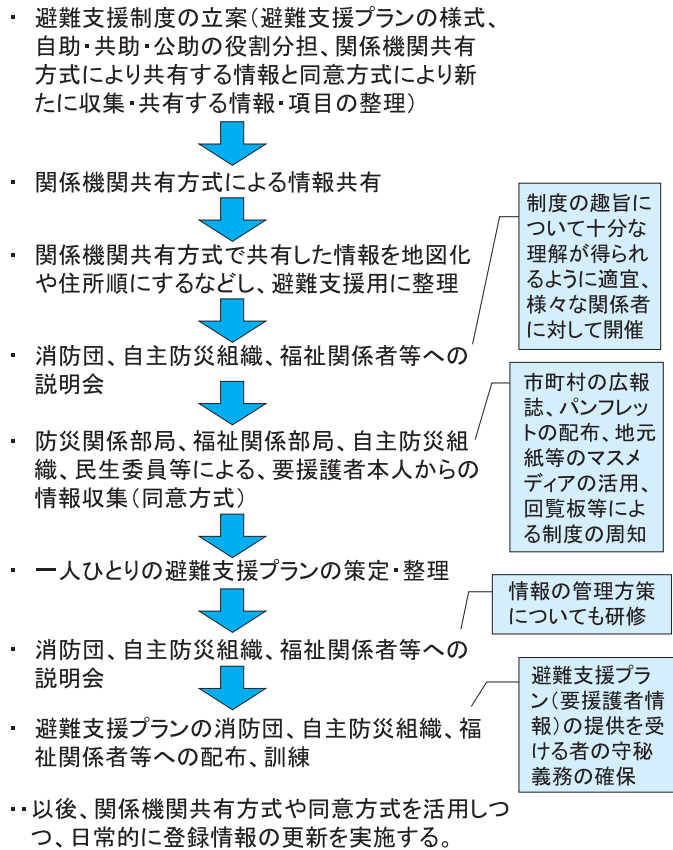 ・ 避難支援制度の立案（避難支援プランの様式、
自助・共助・公助の役割分担、関係機関共有
方式により共有する情報と同意方式により新
たに収集・共有する情報・項目の整理）
・ 関係機関共有方式による情報共有
・ 関係機関共有方式で共有した情報を地図化
や住所順にするなどし、避難支援用に整理
制度の趣旨に
ついて十分な
理解が得られ
るように適宜、
様々な関係者
に対して開催
・ 消防団、自主防災組織、福祉関係者等への
説明会
・ 防災関係部局、福祉関係部局、自主防災組
織、民生委員等による、要援護者本人からの
情報収集（同意方式）
市町村の広報
誌、パンフレッ
トの配布、地元
紙等のマスメ
ディアの活用、
回覧板等によ
る制度の周知
・ 一人ひとりの避難支援プランの策定・整理
・ 消防団、自主防災組織、福祉関係者等への
説明会
情報の管理方策
についても研修
・ 避難支援プランの消防団、自主防災組織、福
祉関係者等への配布、訓練
避難支援プラ
ン（要援護者情
報）の提供を受
ける者の守秘
義務の確保
・・以後、関係機関共有方式や同意方式を活用しつ
つ、日常的に登録情報の更新を実施する。